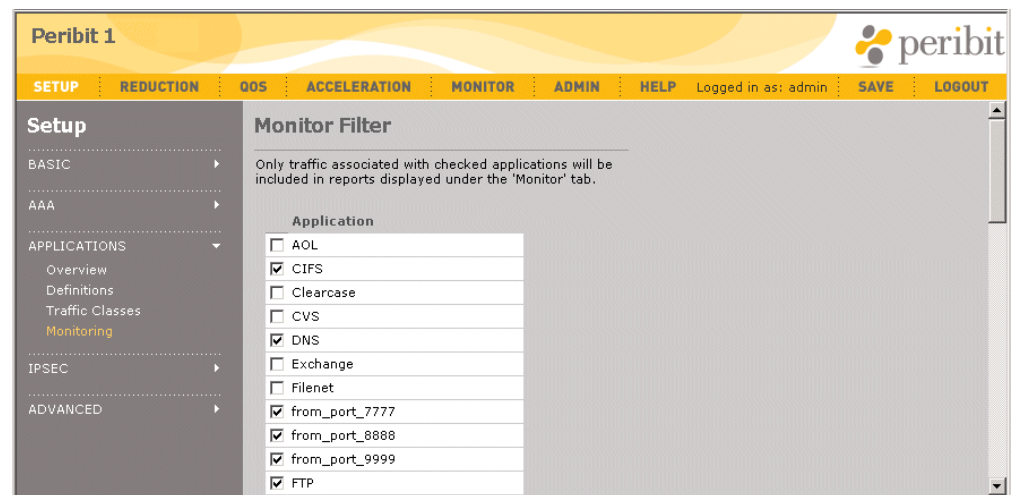 Peribit 1
peribit
SETUP REDUCTION QOS ACCELERATION MONITOR ADMIN HELP Logged in as: admin SAVE LOGOUT
Setup
BASIC
AAA
APPLICATIONS
Overview
Definitions
Traffic Classes
Monitoring
IPSEC
ADVANCED
Monitor Filter
Only traffic associated with checked applications will be
included in reports displayed under the 'Monitor' tab.
Application
AOL
CIFS
Clearcase
CVS
DNS
Exchange
Filenet
from_port_7777
from_port_8888
from_port_9999
FTP